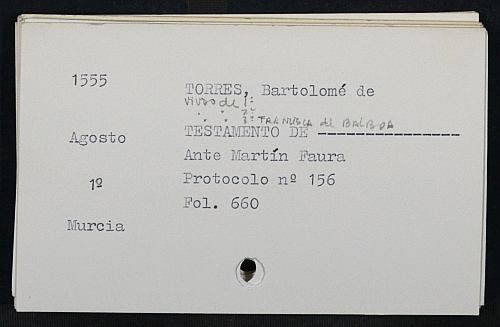 1555
TORRES, Bartolomé de
viudo de 1ª
" " 2ª
3ª FRANCISCA de BALBOA
Agosto
TESTAMENTO DE ----------------
Ante Martín Faura
1º
Protocolo nº 156
Fol. 660
Murcia